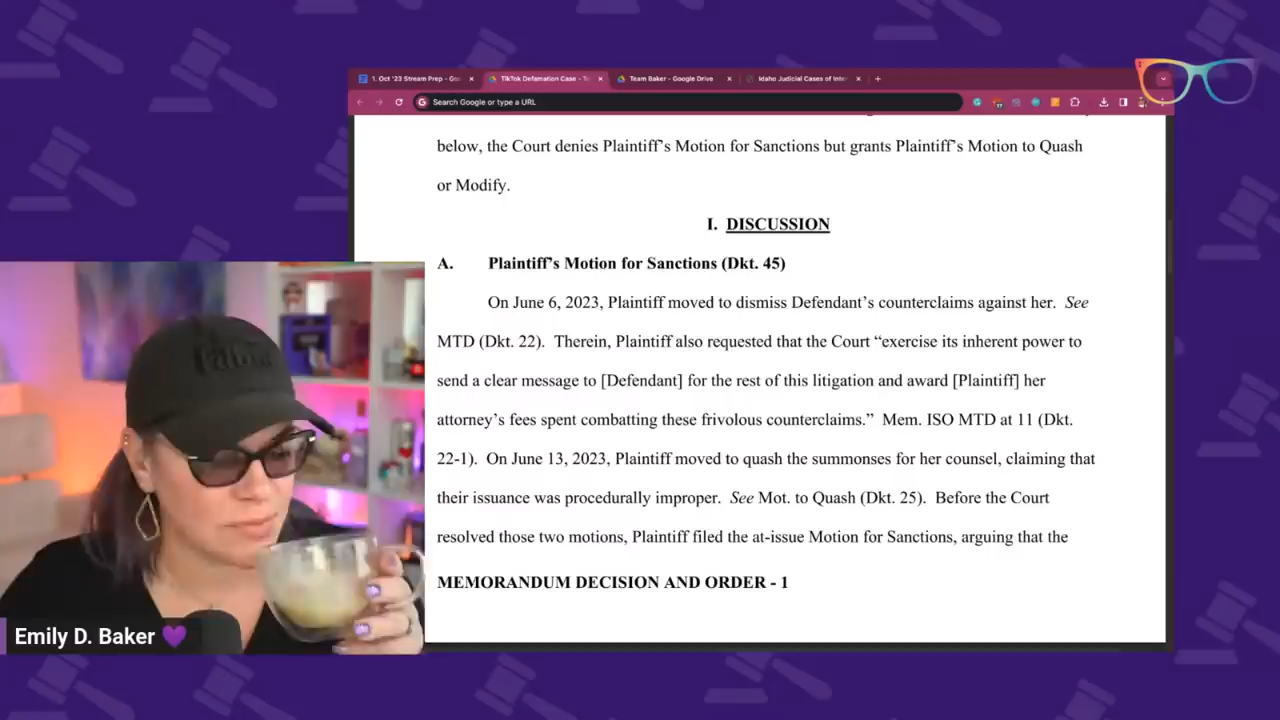 1. Oct '23 Stream Prep - Go
TikTok Defamation Case - T
Team Baker - Google Drive
Idaho Judicial Cases of Inte
Search Google or type a URL
below, the Court denies Plaintiff's Motion for Sanctions but grants Plaintiff's Motion to Quash
or Modify.
I. DISCUSSION
A. Plaintiff's Motion for Sanctions (Dkt. 45)
On June 6, 2023, Plaintiff moved to dismiss Defendant's counterclaims against her. See
MTD (Dkt. 22). Therein, Plaintiff also requested that the Court “exercise its inherent power to
send a clear message to [Defendant] for the rest of this litigation and award [Plaintiff] her
attorney's fees spent combatting these frivolous counterclaims.” Mem. ISO MTD at 11 (Dkt.
22-1). On June 13, 2023, Plaintiff moved to quash the summonses for her counsel, claiming that
their issuance was procedurally improper. See Mot. to Quash (Dkt. 25). Before the Court
resolved those two motions, Plaintiff filed the at-issue Motion for Sanctions, arguing that the
MEMORANDUM DECISION AND ORDER - 1
Emily D. Baker 💜